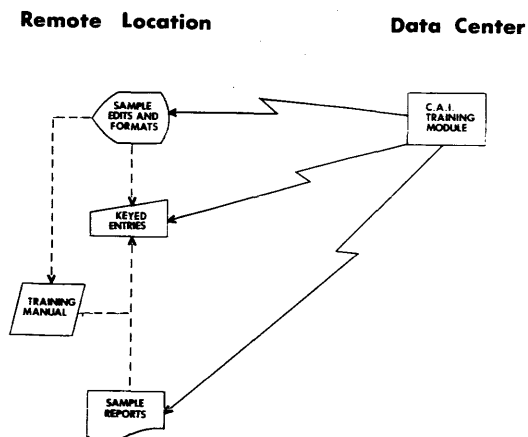 Remote Location
Data Center
SAMPLE
EDITS AND
FORMATS
C.A.I.
TRAINING
MODULE
KEYED
ENTRIES
TRAINING
MANUAL
SAMPLE
REPORTS